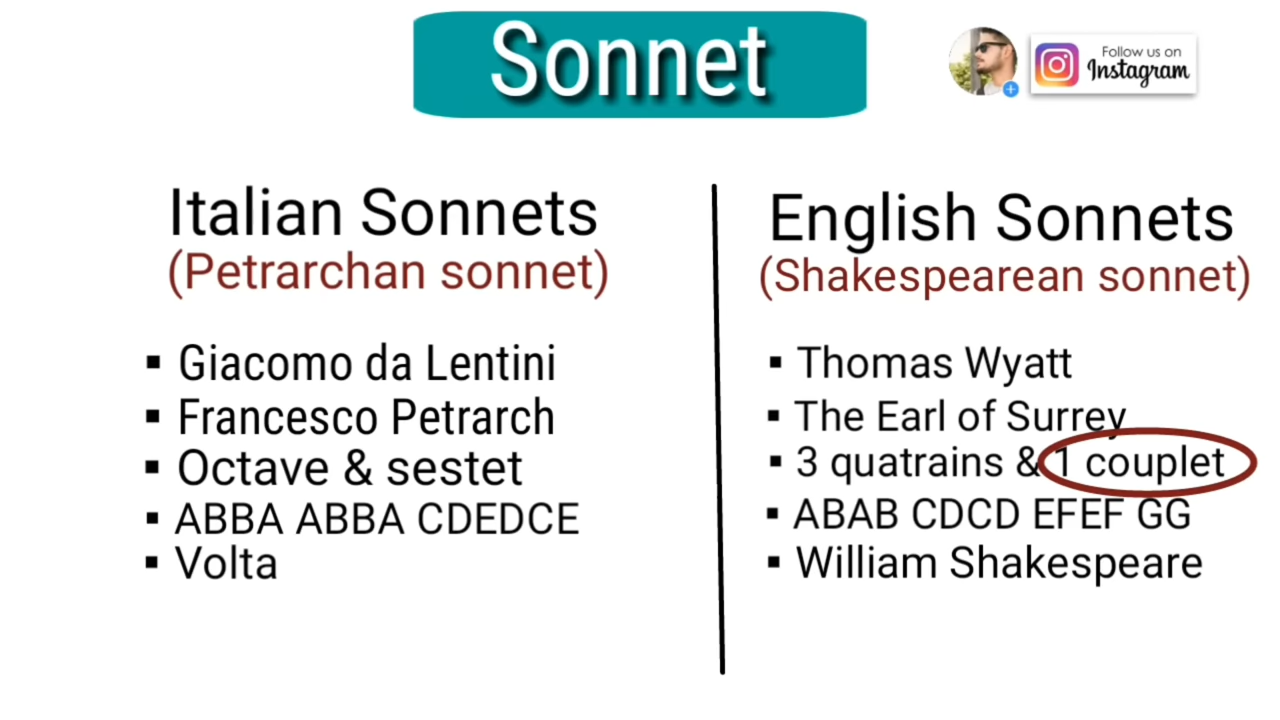 Sonnet
Follow us on
Instagram
Italian Sonnets
(Petrarchan sonnet)
▪ Giacomo da Lentini
▪ Francesco Petrarch
▪ Octave & sestet
▪ ABBA ABBA CDEDCE
▪ Volta
English Sonnets
(Shakespearean sonnet)
▪ Thomas Wyatt
▪ The Earl of Surrey
▪ 3 quatrains & 1 couplet
▪ ABAB CDCD EFEF GG
▪ William Shakespeare